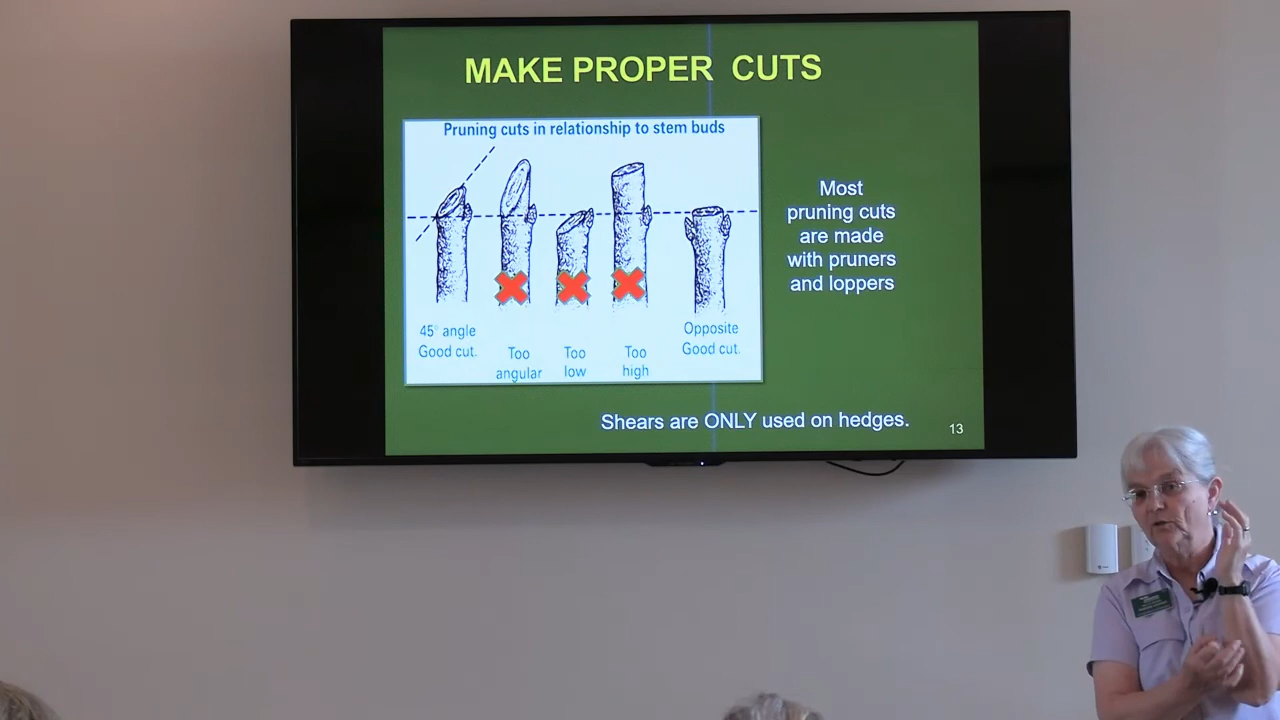 MAKE PROPER CUTS
Pruning cuts in relationship to stem buds
45° angle
Good cut.
Too
angular
Too
low
Too
high
Opposite
Good cut.
Most
pruning cuts
are made
with pruners
and loppers
Shears are ONLY used on hedges.
13